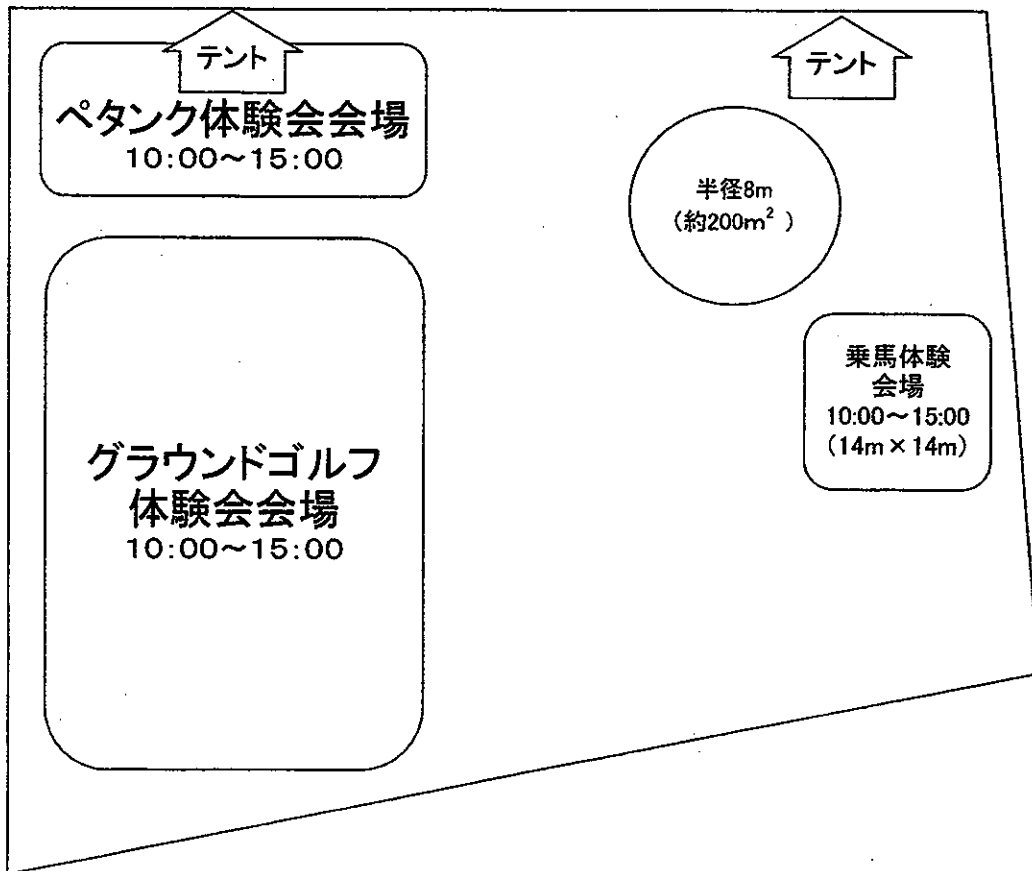 テント
ペタンク体験会会場
10:00～15:00
テント
半径8m
（約200m²）
乗馬体験
会場
10:00～15:00
（14m×14m）
グラウンドゴルフ
体験会会場
10:00～15:00